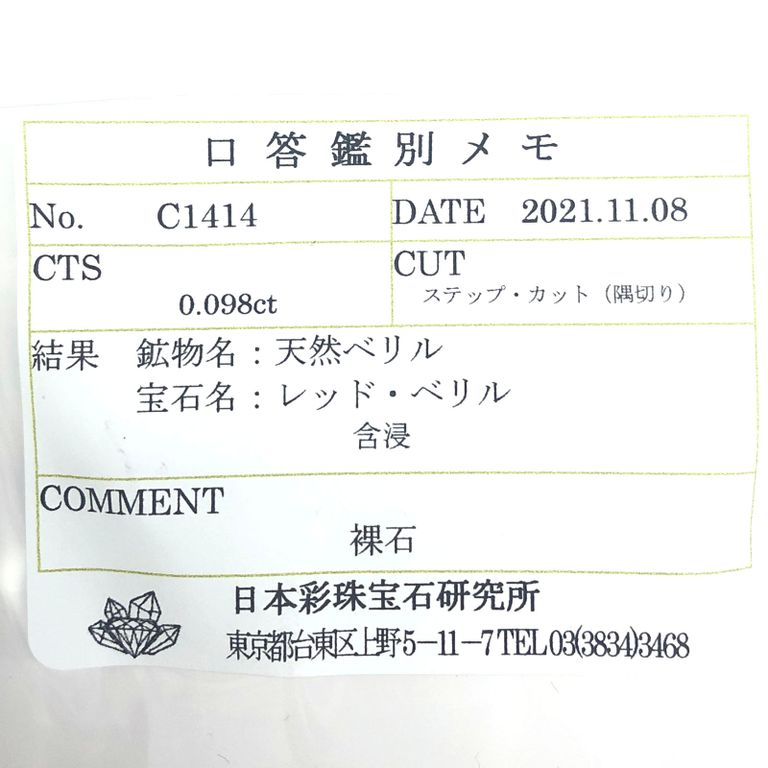 口答鑑別メモ
No. C1414 DATE 2021.11.08
CTS CUT
0.098ct ステップ・カット（隅切り）
結果 鉱物名：天然ベリル
宝石名：レッド・ベリル
含浸
COMMENT
裸石
日本彩珠宝石研究所
東京都台東区上野5-11-7 TEL 03(3834)3468